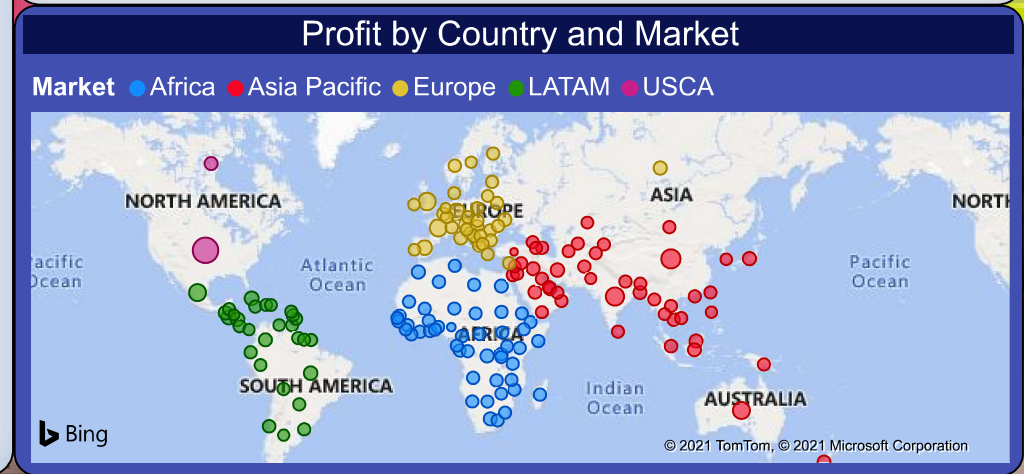 Profit by Country and Market
Market Africa Asia Pacific Europe LATAM USCA
NORTH AMERICA
EUROPE
ASIA
NORTH
Pacific
Ocean
Atlantic
Ocean
Pacific
Ocean
AFRICA
SOUTH AMERICA
Indian
Ocean
AUSTRALIA
Bing
© 2021 TomTom, © 2021 Microsoft Corporation